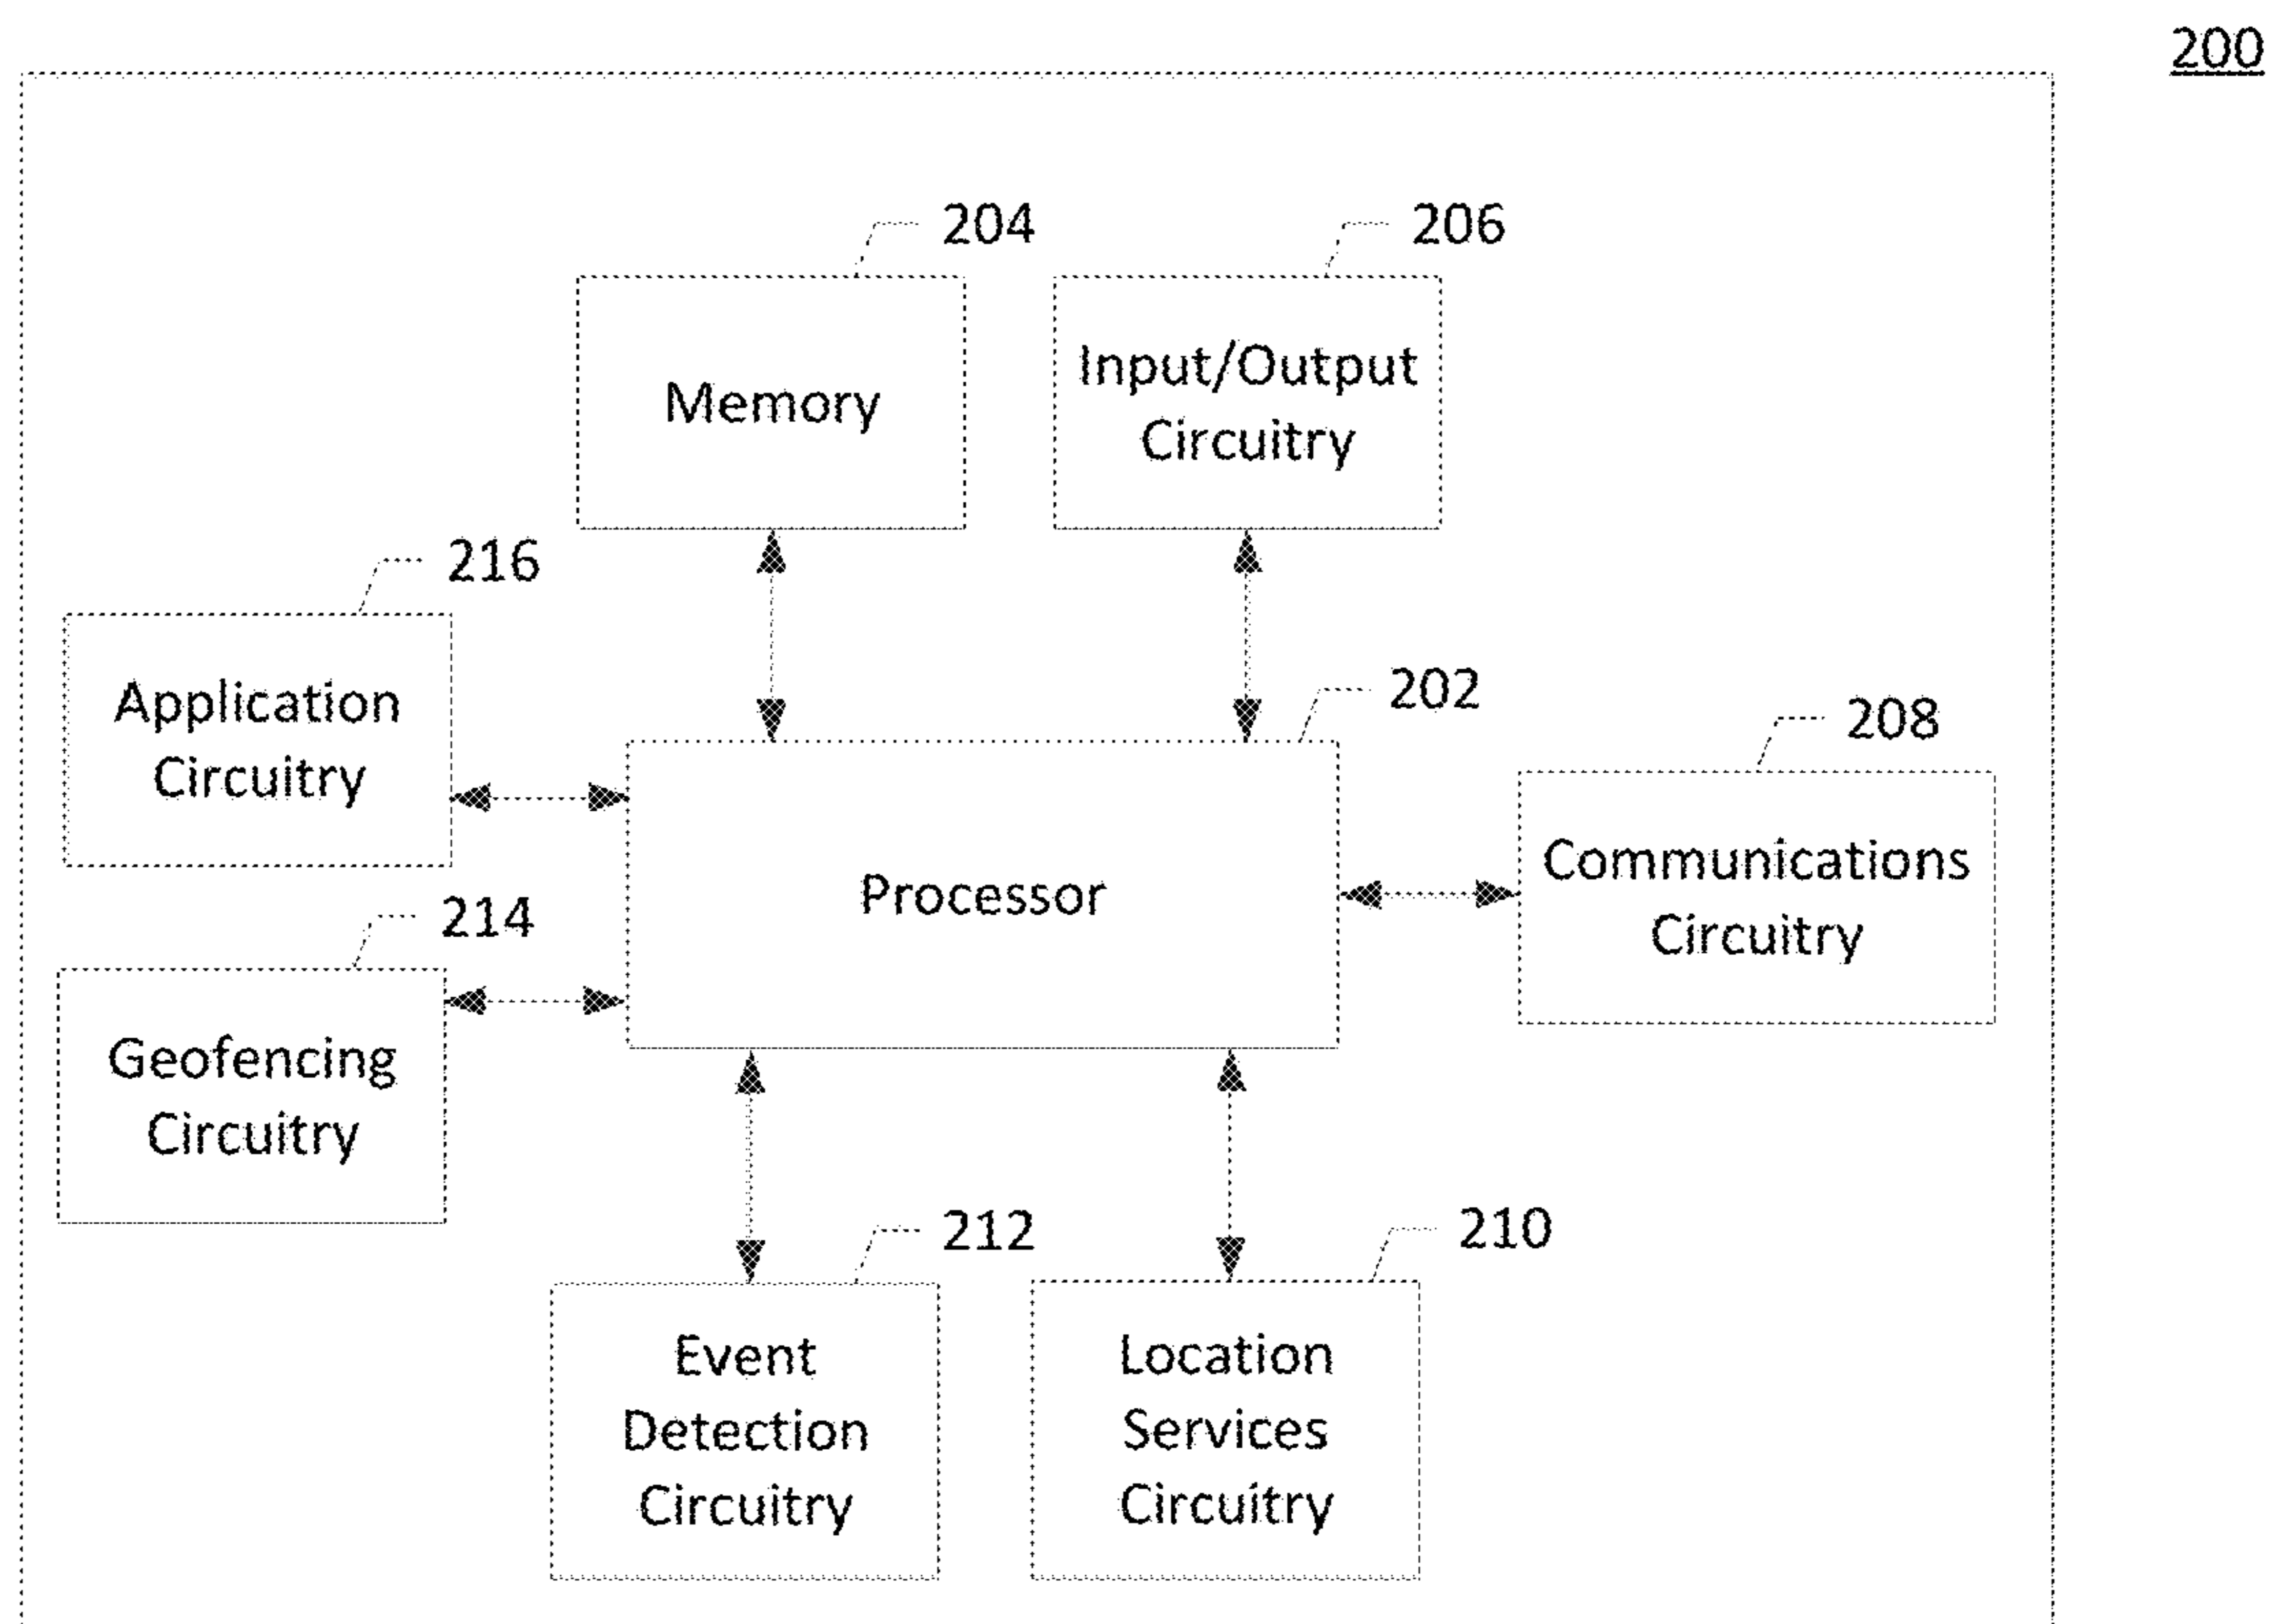 200
204
206
Memory
Input/Output
Circuitry
216
Application
Circuitry
202
208
Processor
Communications
Circuitry
214
Geofencing
Circuitry
212
210
Event
Detection
Circuitry
Location
Services
Circuitry